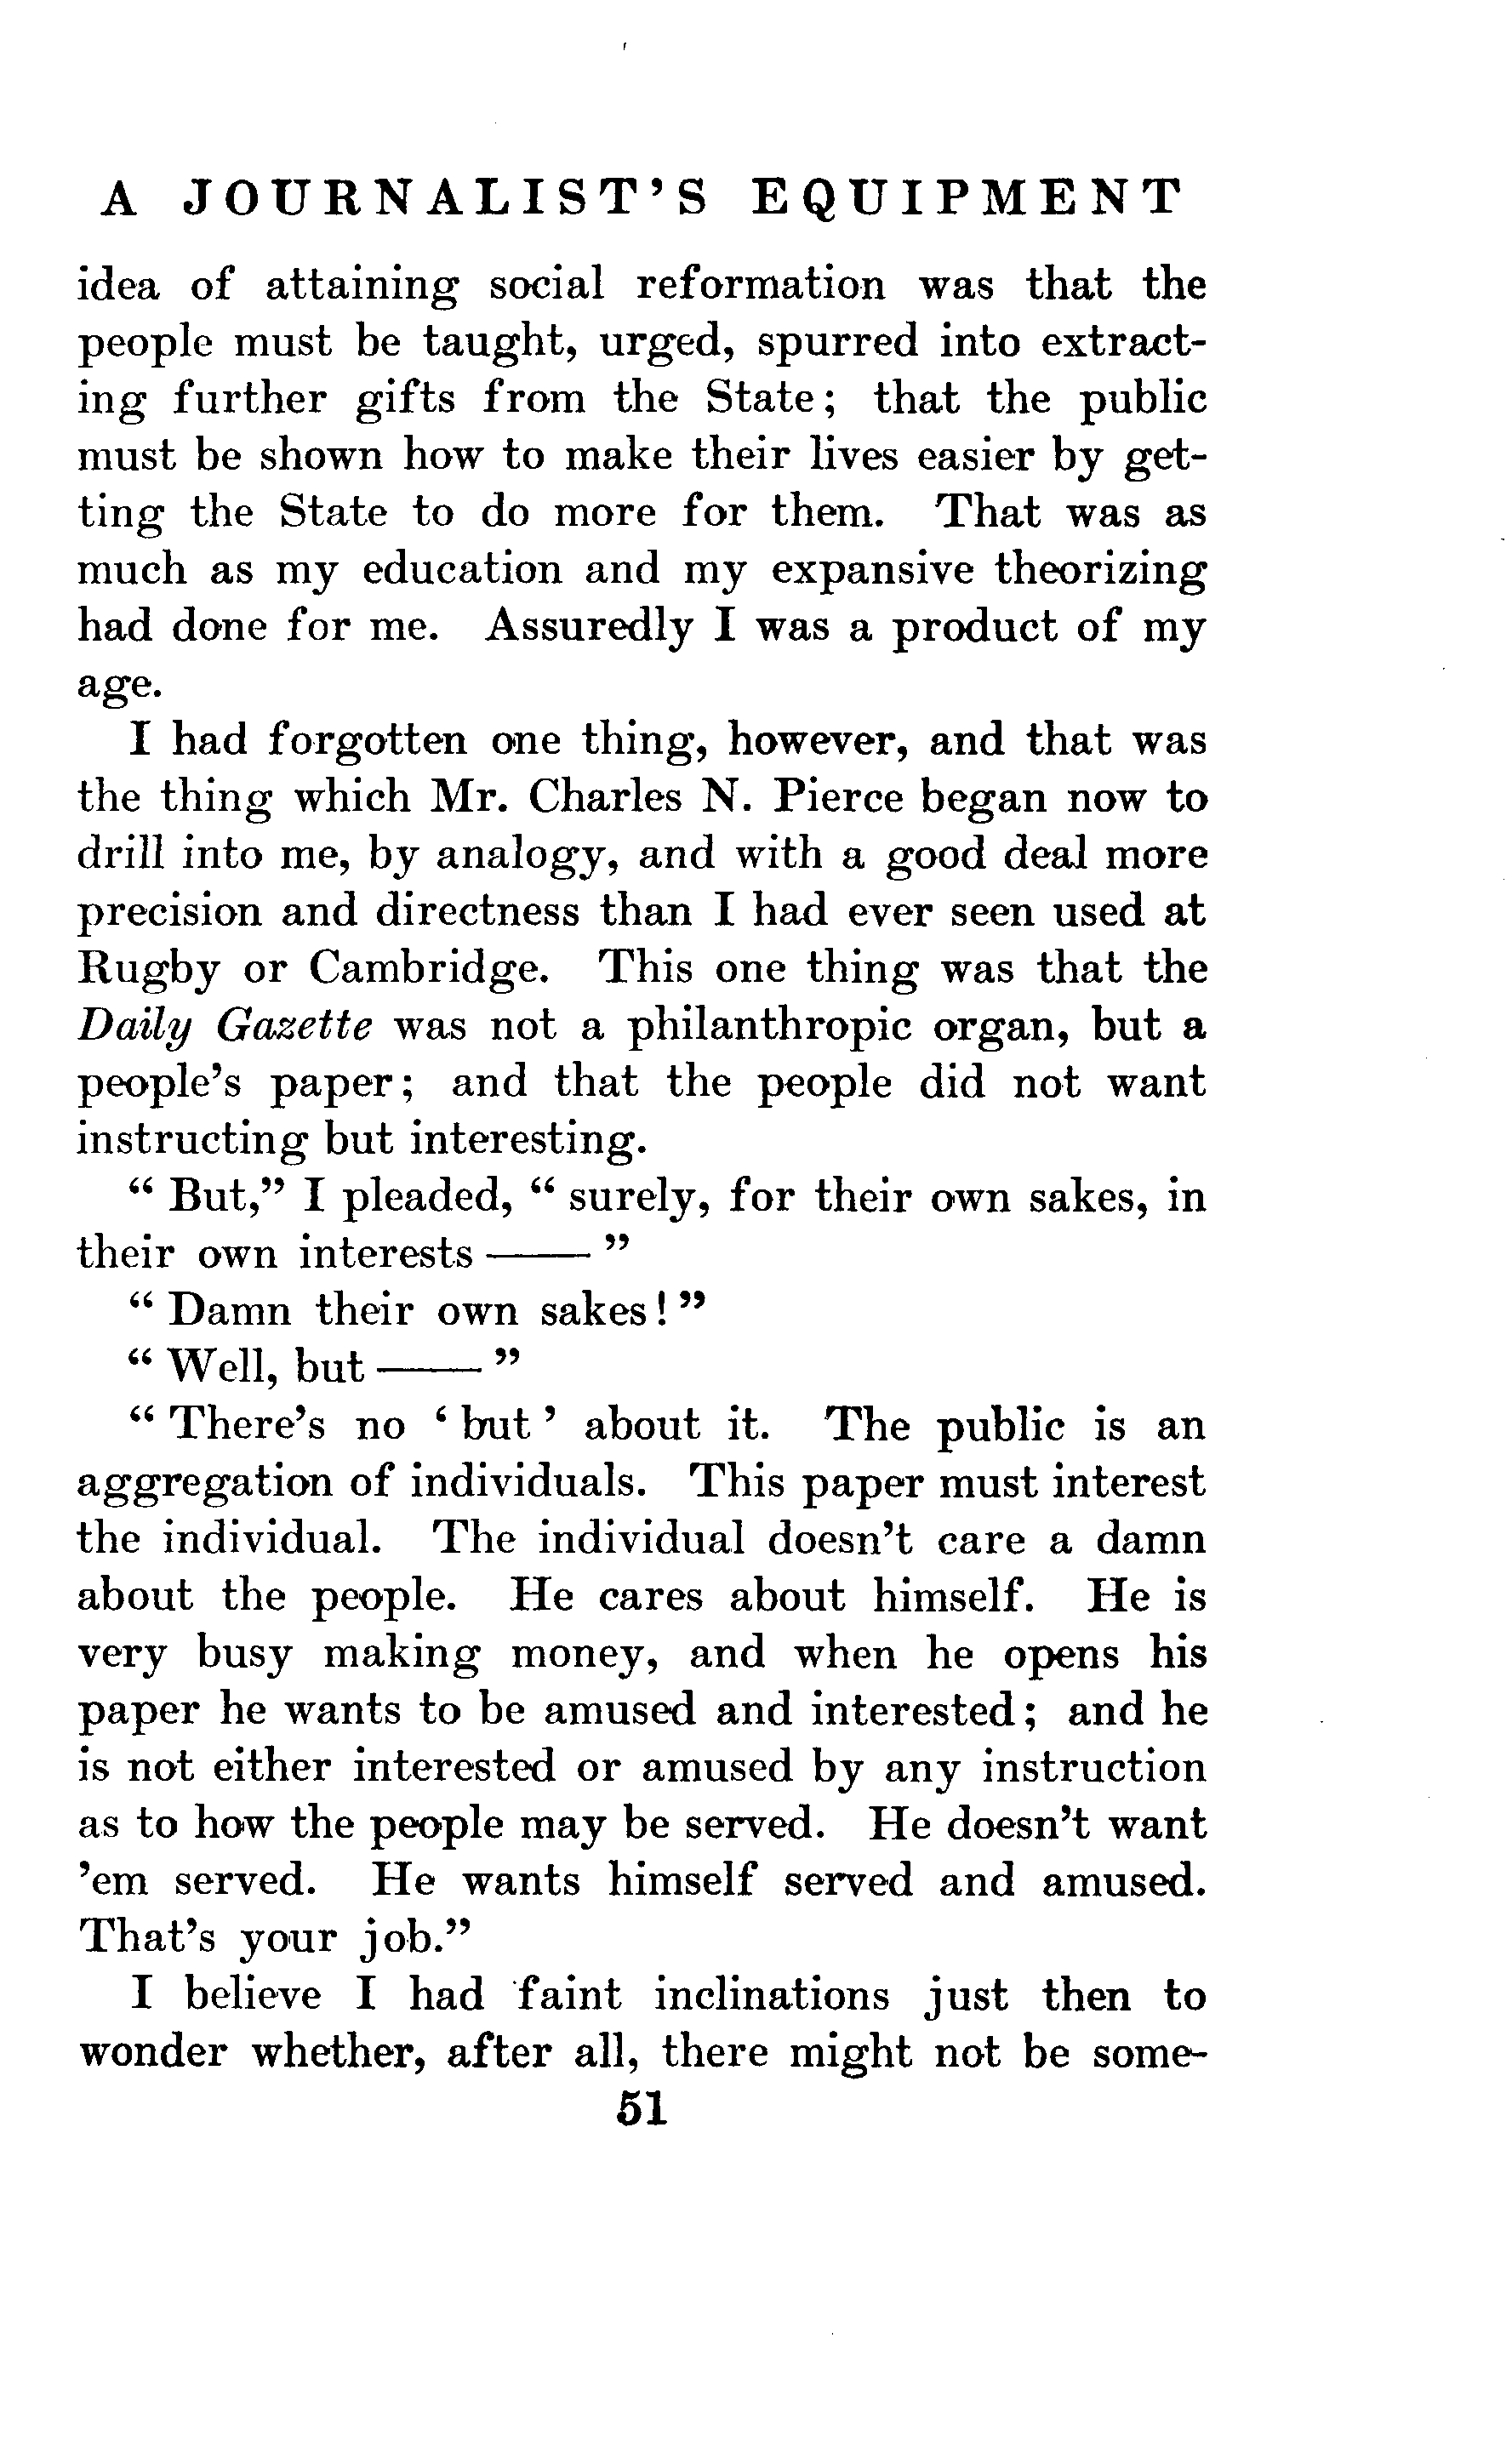 A JOURNALIST'S EQUIPMENT
idea of attaining social reformation was that the
people must be taught, urged, spurred into extract-
ing further gifts from the State; that the public
must be shown how to make their lives easier by get-
ting the State to do more for them. That was as
much as my education and my expansive theorizing
had done for me. Assuredly I was a product of my
age.
I had forgotten one thing, however, and that was
the thing which Mr. Charles N. Pierce began now to
drill into me, by analogy, and with a good deal more
precision and directness than I had ever seen used at
Rugby or Cambridge. This one thing was that the
Daily Gazette was not a philanthropic organ, but a
people's paper; and that the people did not want
instructing but interesting.
“ But,” I pleaded, “ surely, for their own sakes, in
their own interests —— ”
“ Damn their own sakes! ”
“ Well, but —— ”
“ There's no ‘ but ’ about it. The public is an
aggregation of individuals. This paper must interest
the individual. The individual doesn't care a damn
about the people. He cares about himself. He is
very busy making money, and when he opens his
paper he wants to be amused and interested; and he
is not either interested or amused by any instruction
as to how the people may be served. He doesn't want
'em served. He wants himself served and amused.
That's your job.”
I believe I had faint inclinations just then to
wonder whether, after all, there might not be some-
51